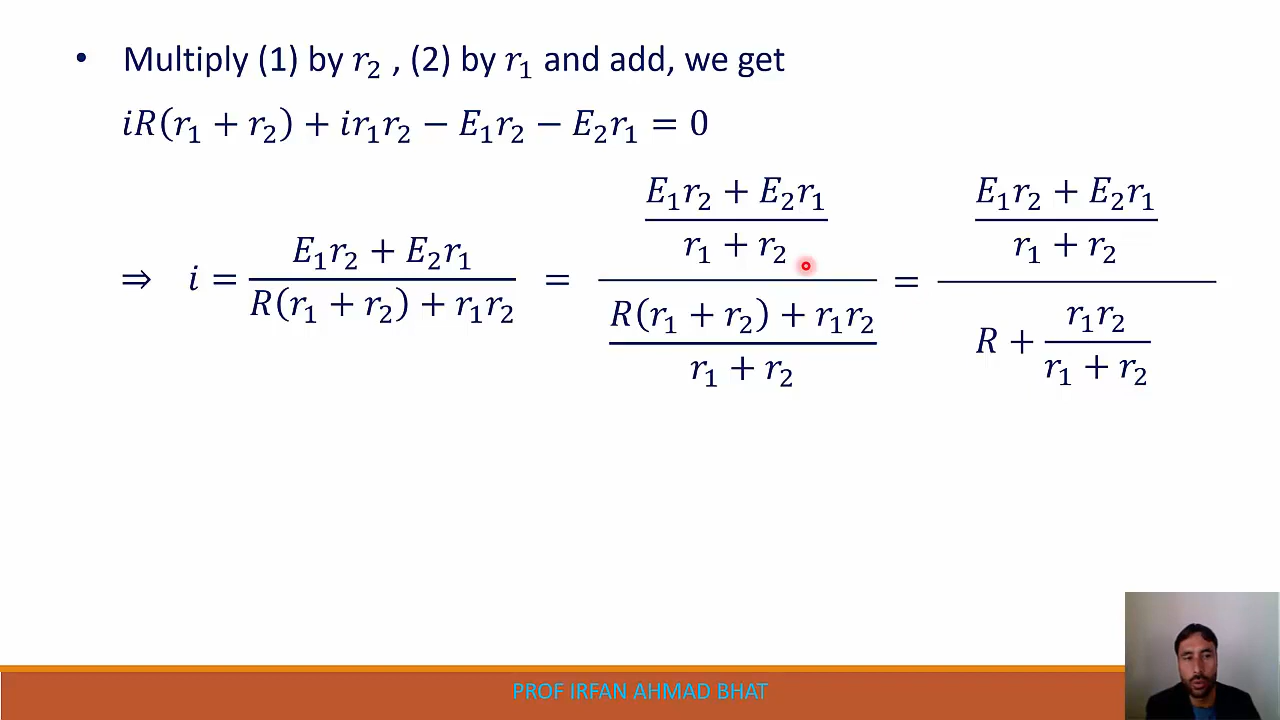 • Multiply (1) by r₂ , (2) by r₁ and add, we get
iR(r₁ + r₂) + ir₁r₂ − E₁r₂ − E₂r₁ = 0
⇒ i = (E₁r₂ + E₂r₁)/(R(r₁ + r₂) + r₁r₂) = ((E₁r₂ + E₂r₁)/(r₁ + r₂))/((R(r₁ + r₂) + r₁r₂)/(r₁ + r₂)) = ((E₁r₂ + E₂r₁)/(r₁ + r₂))/(R + r₁r₂/(r₁ + r₂))
PROF IRFAN AHMAD BHAT